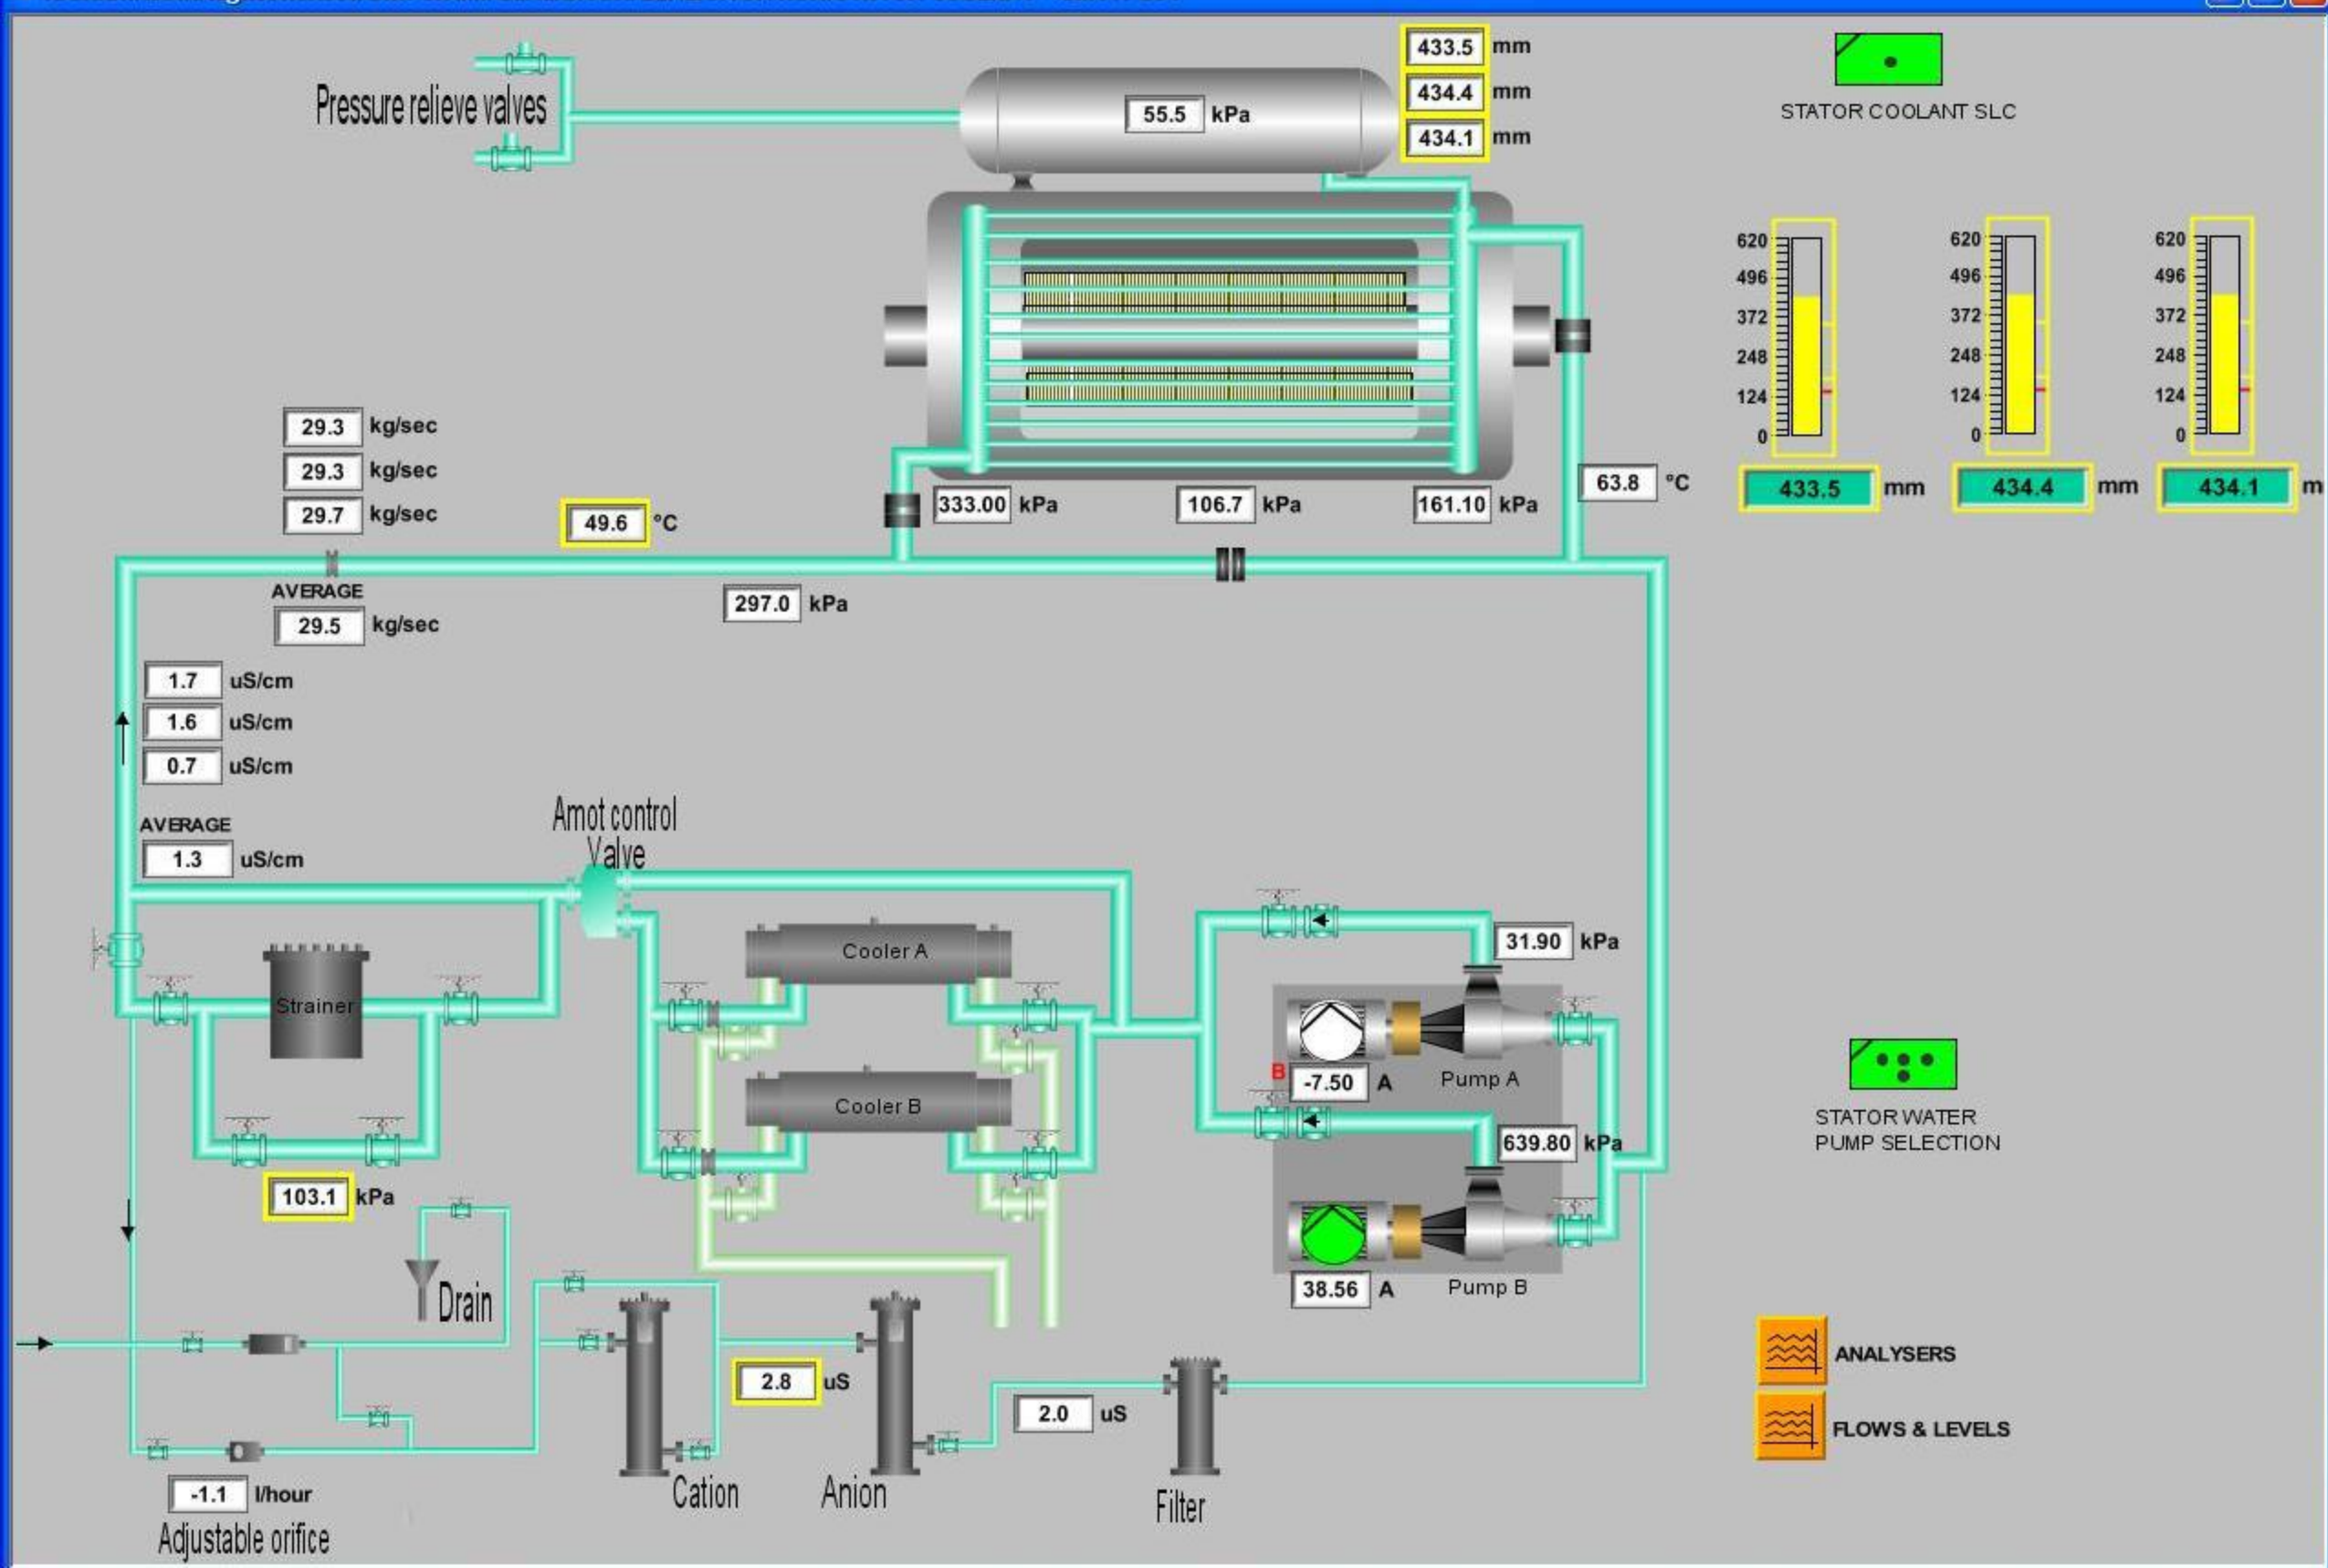 433.5 mm
434.4 mm
434.1 mm
55.5 kPa
Pressure relieve valves
STATOR COOLANT SLC
620
496
372
248
124
0
620
496
372
248
124
0
620
496
372
248
124
0
433.5 mm
434.4 mm
434.1 m
29.3 kg/sec
29.3 kg/sec
29.7 kg/sec
49.6 °C
333.00 kPa
106.7 kPa
161.10 kPa
63.8 °C
AVERAGE
29.5 kg/sec
297.0 kPa
1.7 uS/cm
1.6 uS/cm
0.7 uS/cm
AVERAGE
1.3 uS/cm
Amot control
Valve
Cooler A
Cooler B
Strainer
103.1 kPa
31.90 kPa
B
-7.50 A
Pump A
639.80 kPa
38.56 A
Pump B
STATOR WATER
PUMP SELECTION
Drain
2.8 uS
2.0 uS
Cation
Anion
Filter
-1.1 l/hour
Adjustable orifice
ANALYSERS
FLOWS & LEVELS